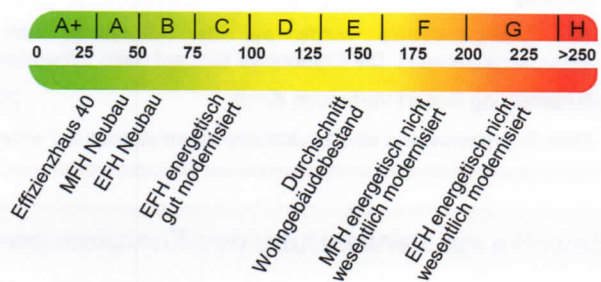 A+ A B C D E F G H
0 25 50 75 100 125 150 175 200 225 >250
Effizienzhaus 40
MFH Neubau
EFH Neubau
EFH energetisch
gut modernisiert
Durchschnitt
Wohngebäudebestand
MFH energetisch nicht
wesentlich modernisiert
EFH energetisch nicht
wesentlich modernisiert